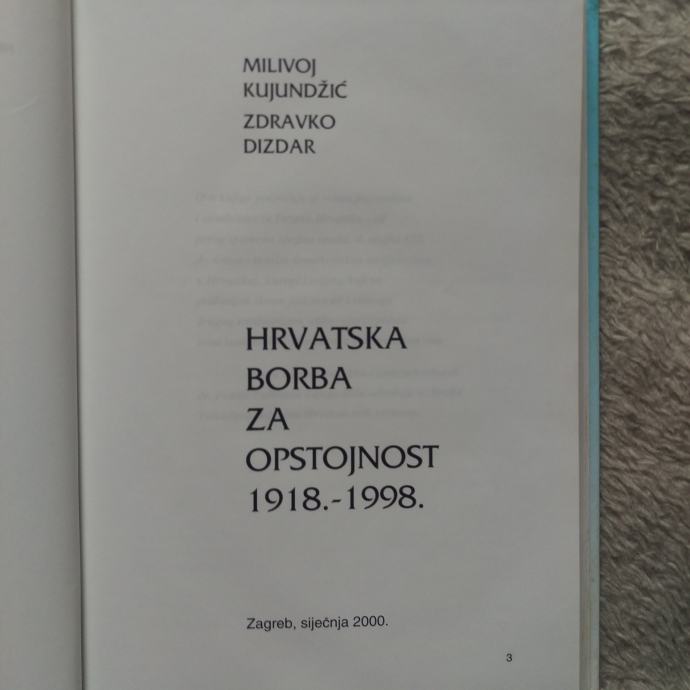 MILIVOJ
KUJUNDŽIĆ
ZDRAVKO
DIZDAR
HRVATSKA
BORBA
ZA
OPSTOJNOST
1918.-1998.
Zagreb, siječnja 2000.
3